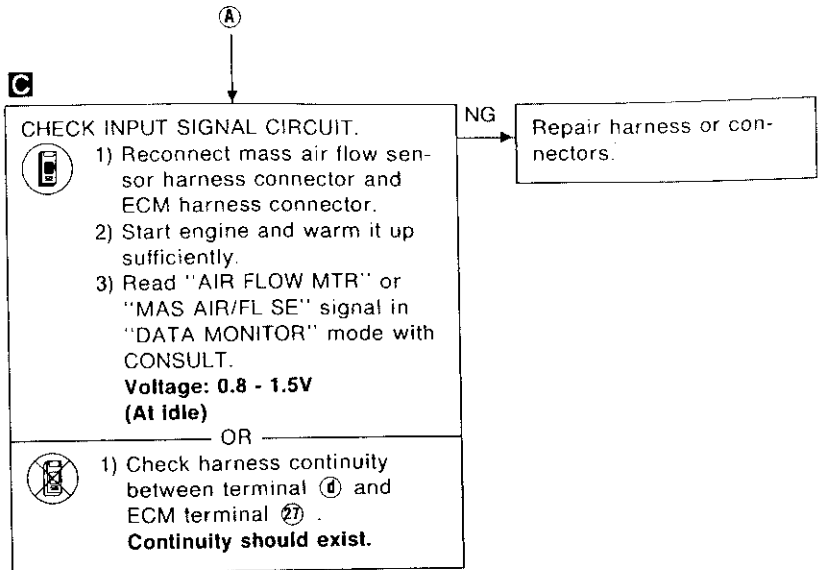 A
C
CHECK INPUT SIGNAL CIRCUIT.
1) Reconnect mass air flow sen-
sor harness connector and
ECM harness connector.
2) Start engine and warm it up
sufficiently.
3) Read "AIR FLOW MTR" or
"MAS AIR/FL SE" signal in
"DATA MONITOR" mode with
CONSULT.
Voltage: 0.8 - 1.5V
(At idle)
OR
1) Check harness continuity
between terminal ⓓ and
ECM terminal ㉗ .
Continuity should exist.
NG
Repair harness or con-
nectors.